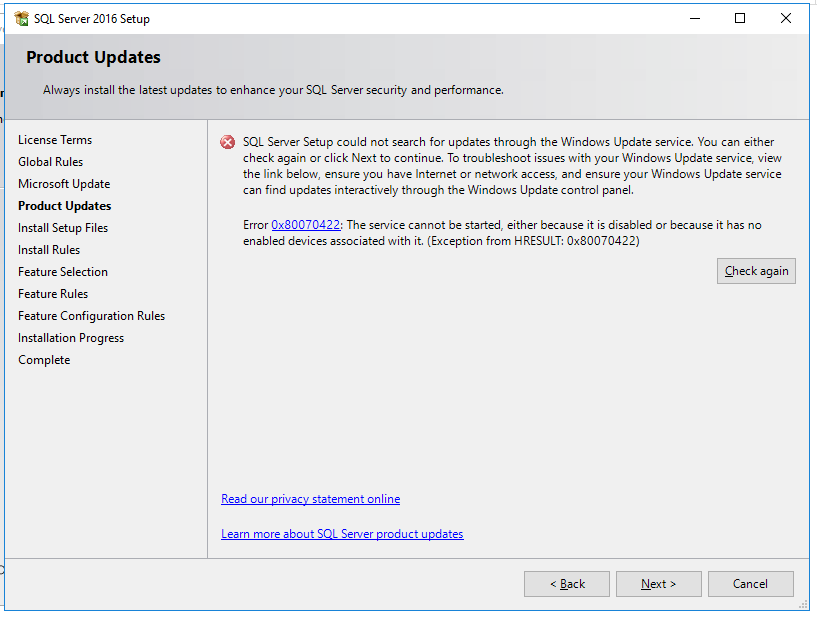 SQL Server 2016 Setup
Product Updates
Always install the latest updates to enhance your SQL Server security and performance.
License Terms
Global Rules
Microsoft Update
Product Updates
Install Setup Files
Install Rules
Feature Selection
Feature Rules
Feature Configuration Rules
Installation Progress
Complete
SQL Server Setup could not search for updates through the Windows Update service. You can either
check again or click Next to continue. To troubleshoot issues with your Windows Update service, view
the link below, ensure you have Internet or network access, and ensure your Windows Update service
can find updates interactively through the Windows Update control panel.
Error 0x80070422: The service cannot be started, either because it is disabled or because it has no
enabled devices associated with it. (Exception from HRESULT: 0x80070422)
Check again
Read our privacy statement online
Learn more about SQL Server product updates
< Back
Next >
Cancel